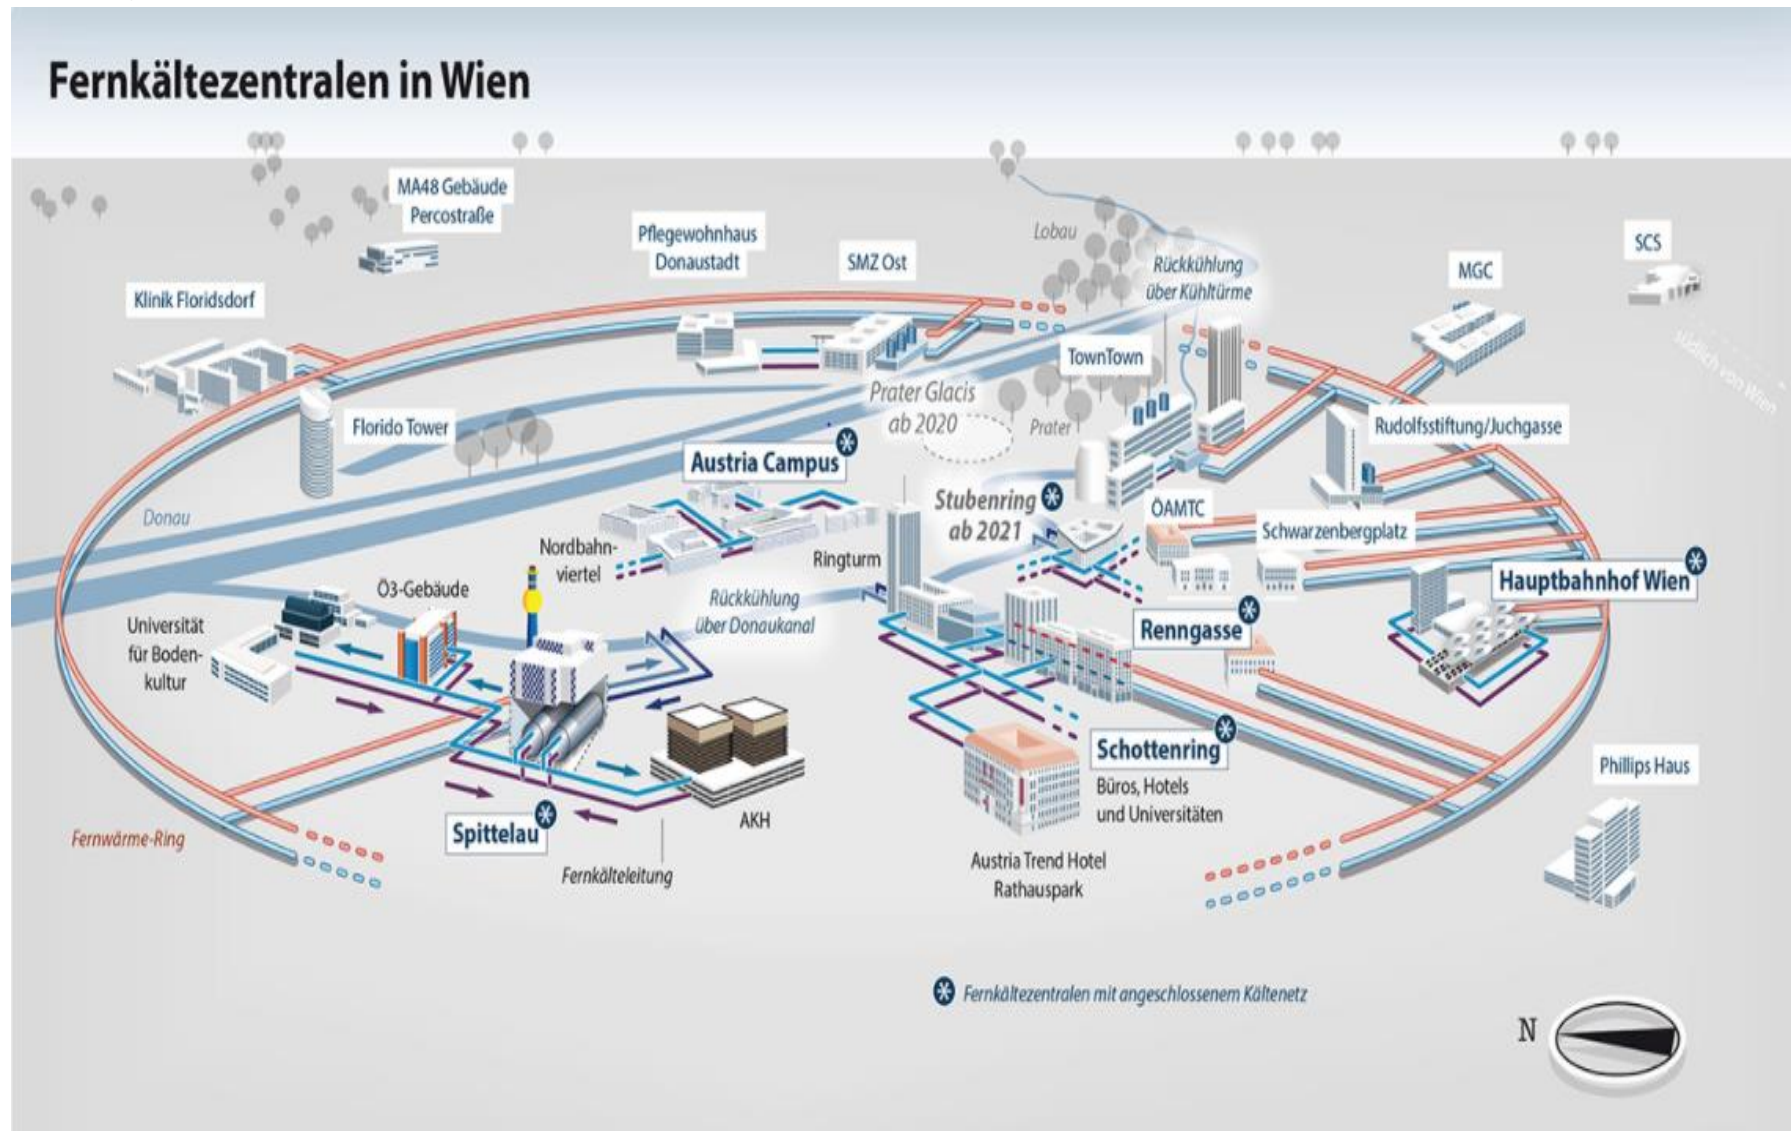 Fernkältezentralen in Wien
MA48 Gebäude
Percostraße
Pflegewohnhaus
Donaustadt
SMZ Ost
Lobau
Rückkühlung
über Kühltürme
MGC
SCS
südlich von Wien
Klinik Floridsdorf
TownTown
Prater Glacis
ab 2020
Prater
Rudolfsstiftung/Juchgasse
Florido Tower
Austria Campus
Stubenring
ab 2021
ÖAMTC
Schwarzenbergplatz
Donau
Nordbahn-
viertel
Ringturm
Hauptbahnhof Wien
Ö3-Gebäude
Rückkühlung
über Donaukanal
Renngasse
Universität
für Boden-
kultur
Schottenring
Büros, Hotels
und Universitäten
Phillips Haus
Fernwärme-Ring
Spittelau
AKH
Fernkälteleitung
Austria Trend Hotel
Rathauspark
Fernkältezentralen mit angeschlossenem Kältenetz
N